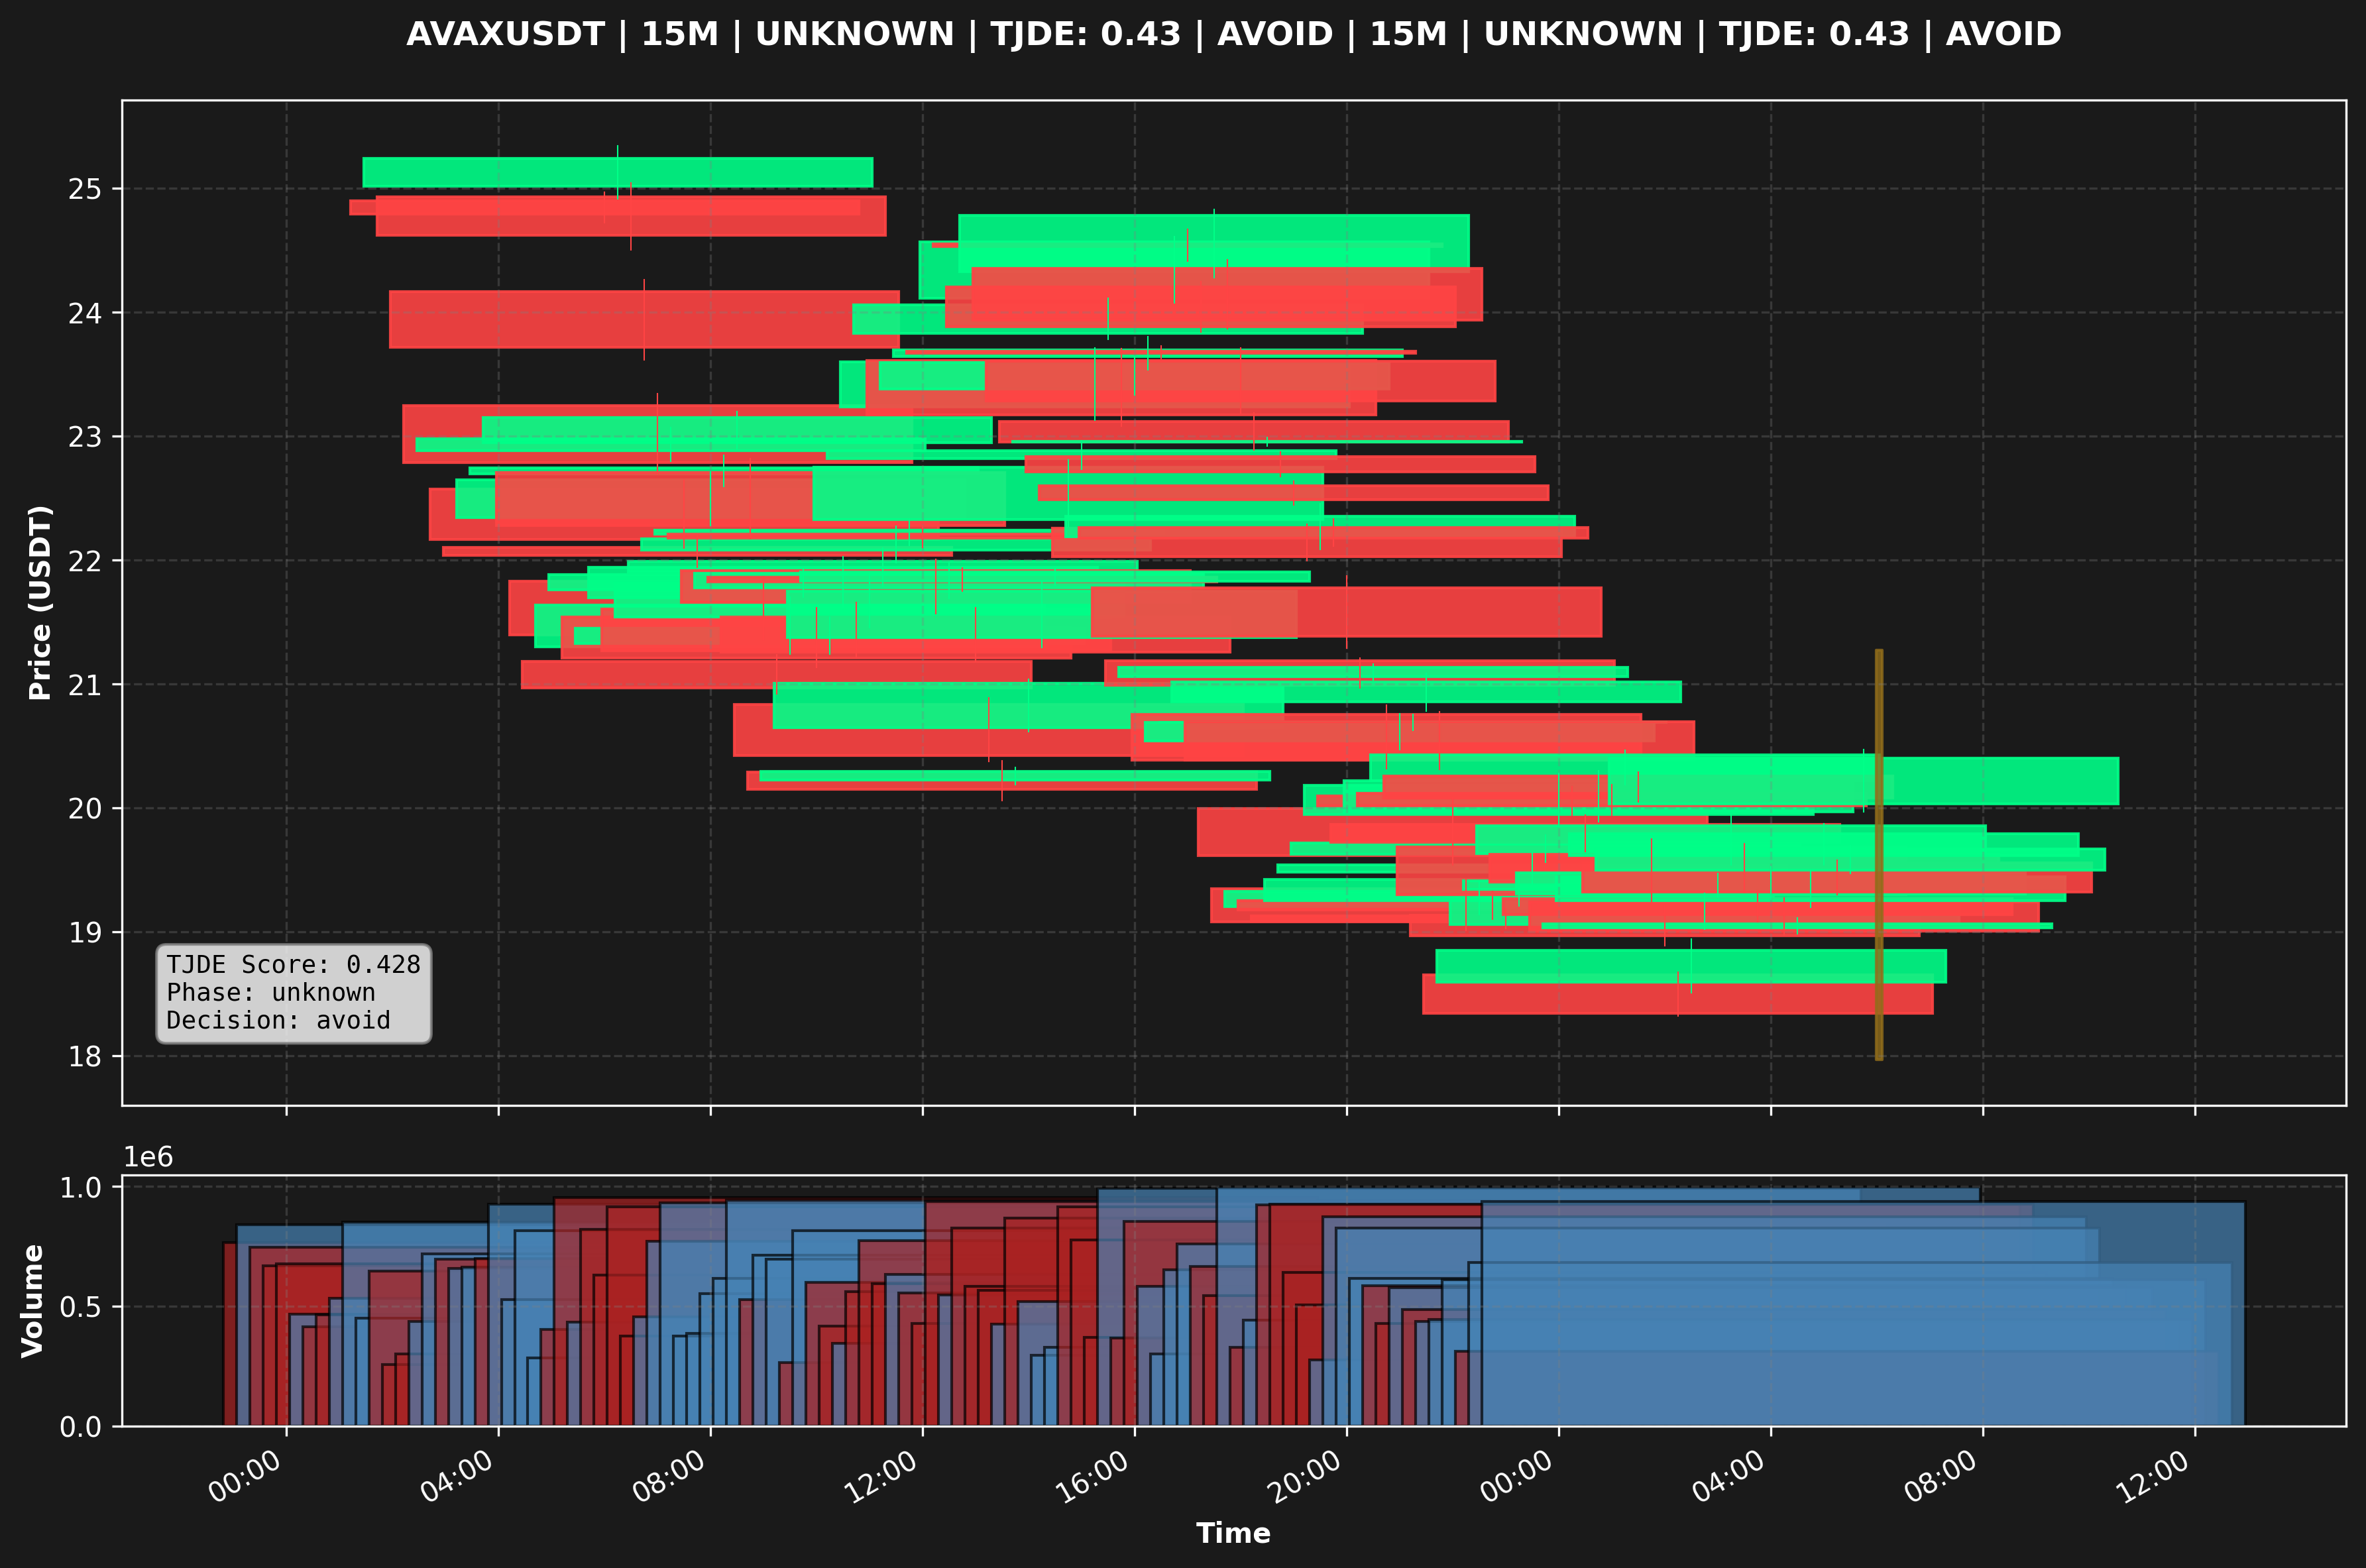 AVAXUSDT | 15M | UNKNOWN | TJDE: 0.43 | AVOID | 15M | UNKNOWN | TJDE: 0.43 | AVOID
Price (USDT)
25
24
23
22
21
20
19
18
TJDE Score: 0.428
Phase: unknown
Decision: avoid
1e6
Volume
1.0
0.5
0.0
00:00
04:00
08:00
12:00
16:00
20:00
00:00
04:00
08:00
12:00
Time